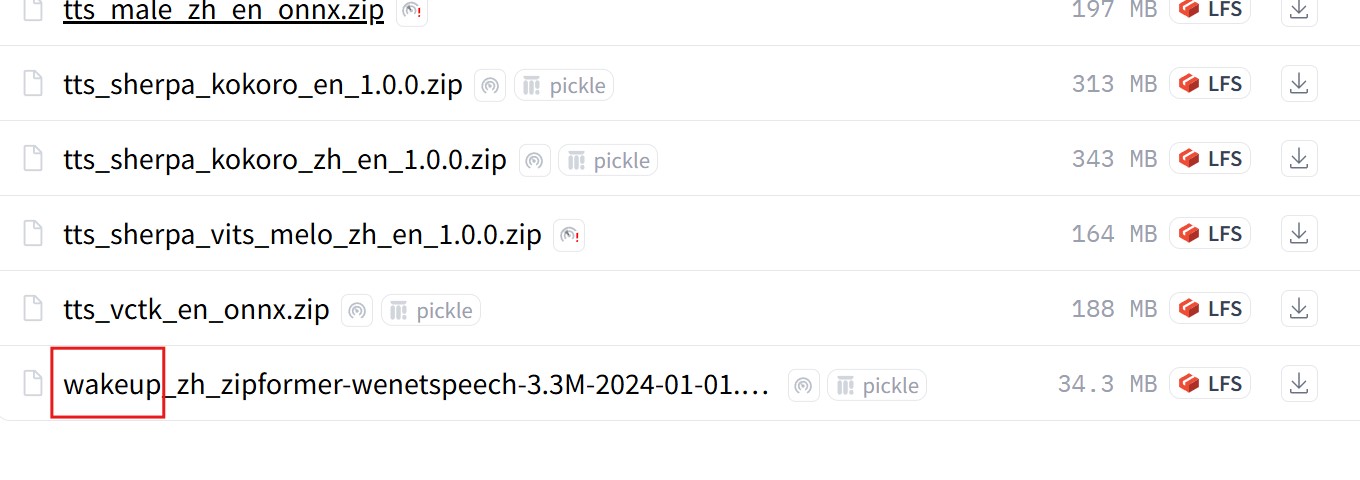 tts_male_zh_en_onnx.zip ! 197 MB LFS
tts_sherpa_kokoro_en_1.0.0.zip pickle 313 MB LFS
tts_sherpa_kokoro_zh_en_1.0.0.zip pickle 343 MB LFS
tts_sherpa_vits_melo_zh_en_1.0.0.zip ! 164 MB LFS
tts_vctk_en_onnx.zip pickle 188 MB LFS
wakeup_zh_zipformer-wenetspeech-3.3M-2024-01-01.… pickle 34.3 MB LFS